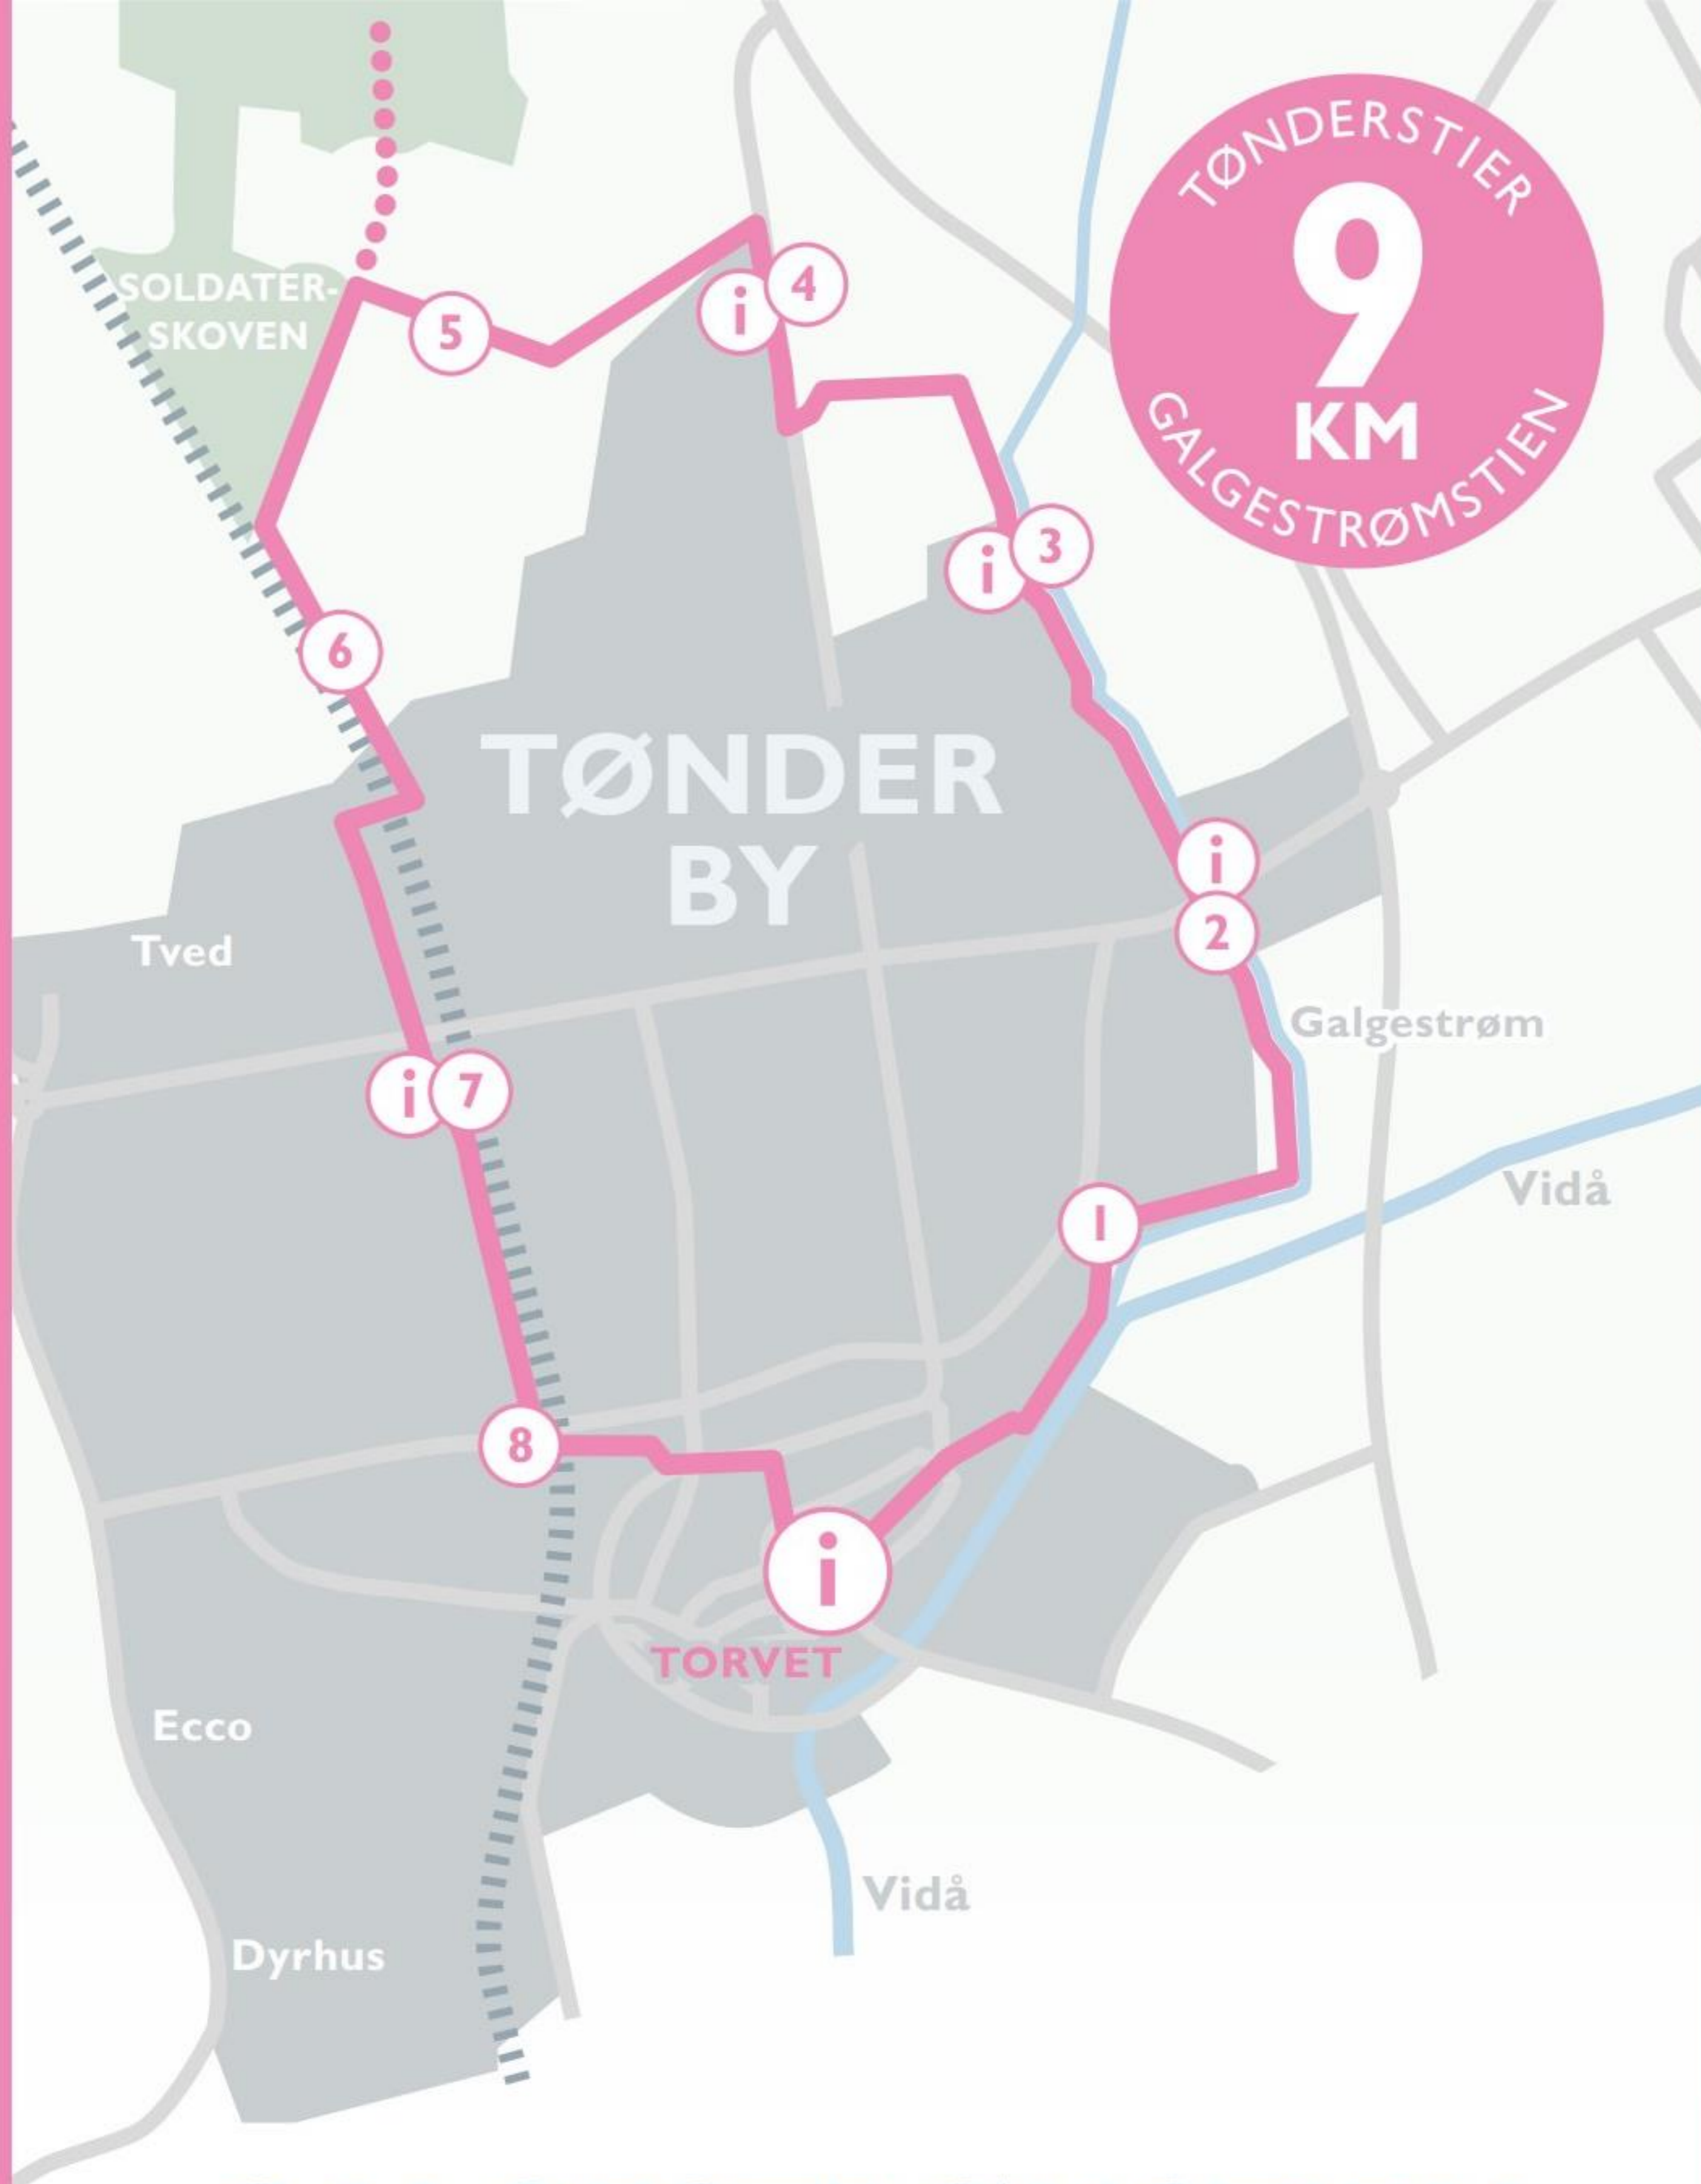 TØNDERSTIER
9
KM
GALGESTRØMSTIEN
SOLDATER-
SKOVEN
4
i
5
3
i
6
TØNDER
BY
i
2
Tved
Galgestrøm
i
7
Vidå
1
8
i
TORVET
Ecco
Vidå
Dyrhus